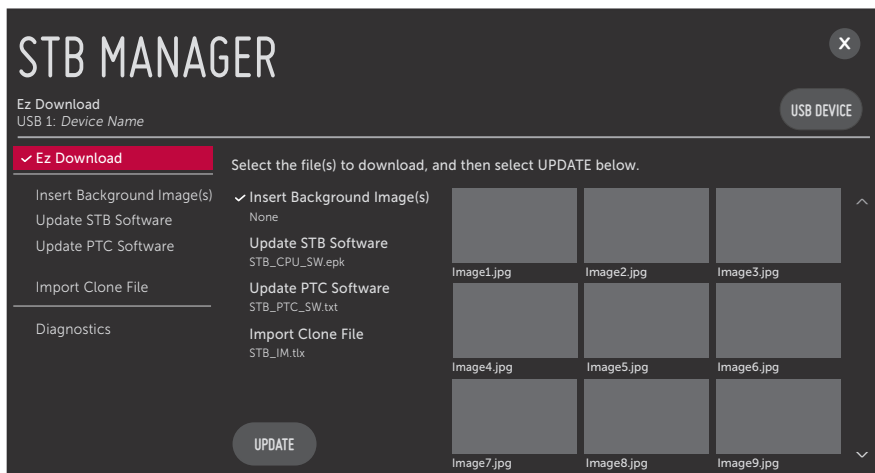 STB MANAGER
X
Ez Download
USB 1: Device Name
USB DEVICE
Ez Download
Insert Background Image(s)
Update STB Software
Update PTC Software
Import Clone File
Diagnostics
Select the file(s) to download, and then select UPDATE below.
Insert Background Image(s)
None
Update STB Software
STB_CPU_SW.epk
Update PTC Software
STB_PTC_SW.txt
Import Clone File
STB_IM.tlx
UPDATE
Image1.jpg
Image2.jpg
Image3.jpg
Image4.jpg
Image5.jpg
Image6.jpg
Image7.jpg
Image8.jpg
Image9.jpg